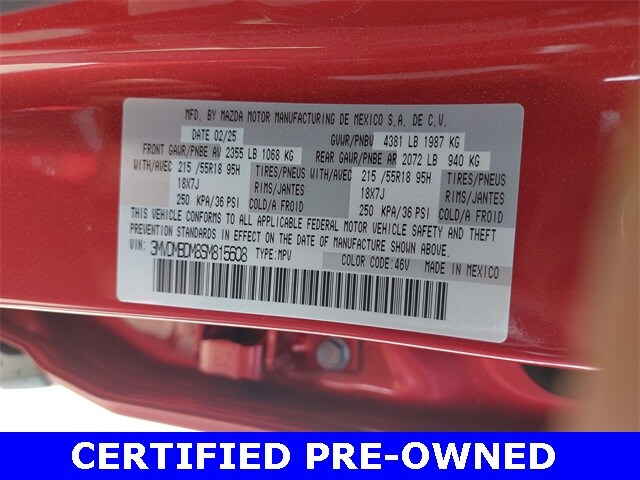 MFD. BY MAZDA MOTOR MANUFACTURING DE MEXICO S.A. DE C.V.
DATE 02/25 GVWR/PNBV 4381 LB 1987 KG
FRONT GAWR/PNBE AV 2355 LB 1068 KG REAR GAWR/PNBE AR 2072 LB 940 KG
WITH/AVEC 215 /55R18 95H TIRES/PNEUS WITH/AVEC 215 /55R18 95H TIRES/PNEUS
18X7J RIMS/JANTES 18X7J RIMS/JANTES
250 KPA/36 PSI COLD/A FROID 250 KPA/36 PSI COLD/A FROID
THIS VEHICLE CONFORMS TO ALL APPLICABLE FEDERAL MOTOR VEHICLE SAFETY AND THEFT
PREVENTION STANDARDS IN EFFECT ON THE DATE OF MANUFACTURE SHOWN ABOVE.
VIN: 3MVDMBDM8SM815608 TYPE:MPV COLOR CODE:46V MADE IN MEXICO
CERTIFIED PRE-OWNED